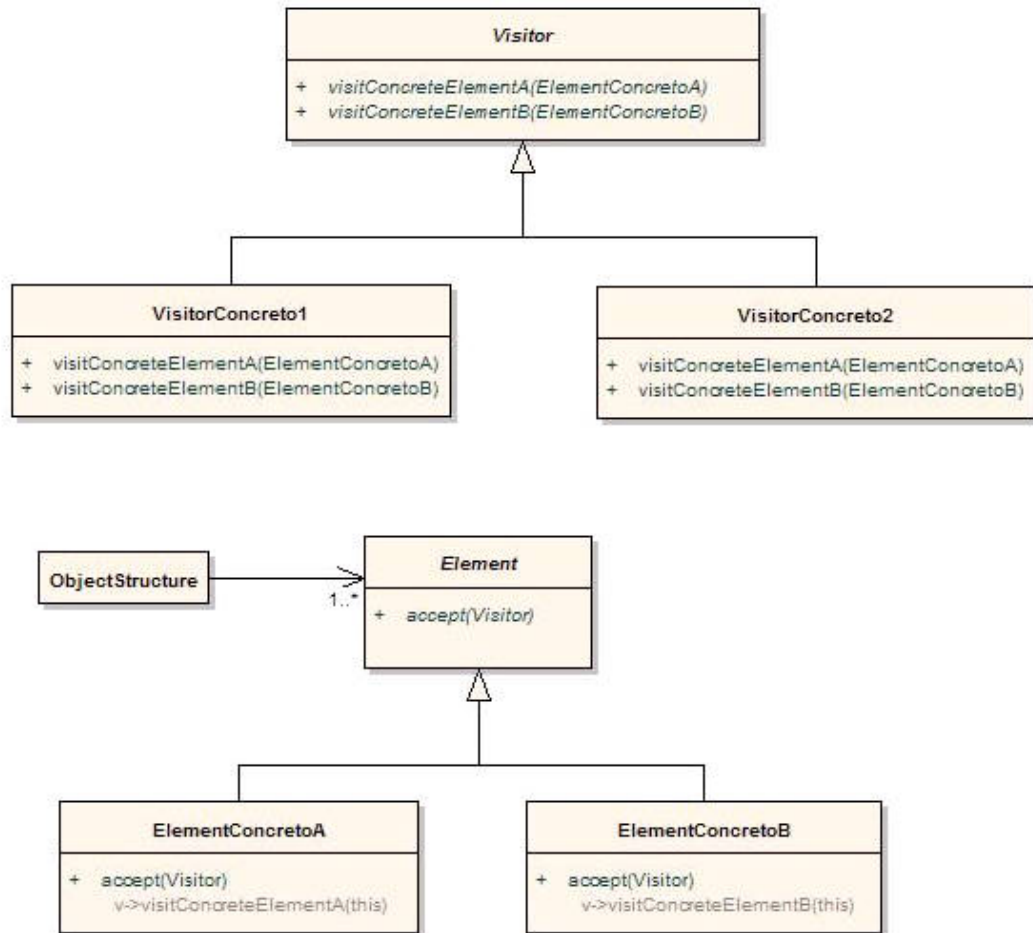 Visitor
+ visitConcreteElementA(ElementConcretoA)
+ visitConcreteElementB(ElementConcretoB)
VisitorConcreto1
+ visitConcreteElementA(ElementConcretoA)
+ visitConcreteElementB(ElementConcretoB)
VisitorConcreto2
+ visitConcreteElementA(ElementConcretoA)
+ visitConcreteElementB(ElementConcretoB)
ObjectStructure
1..*
Element
+ accept(Visitor)
ElementConcretoA
+ accept(Visitor)
v->visitConcreteElementA(this)
ElementConcretoB
+ accept(Visitor)
v->visitConcreteElementB(this)